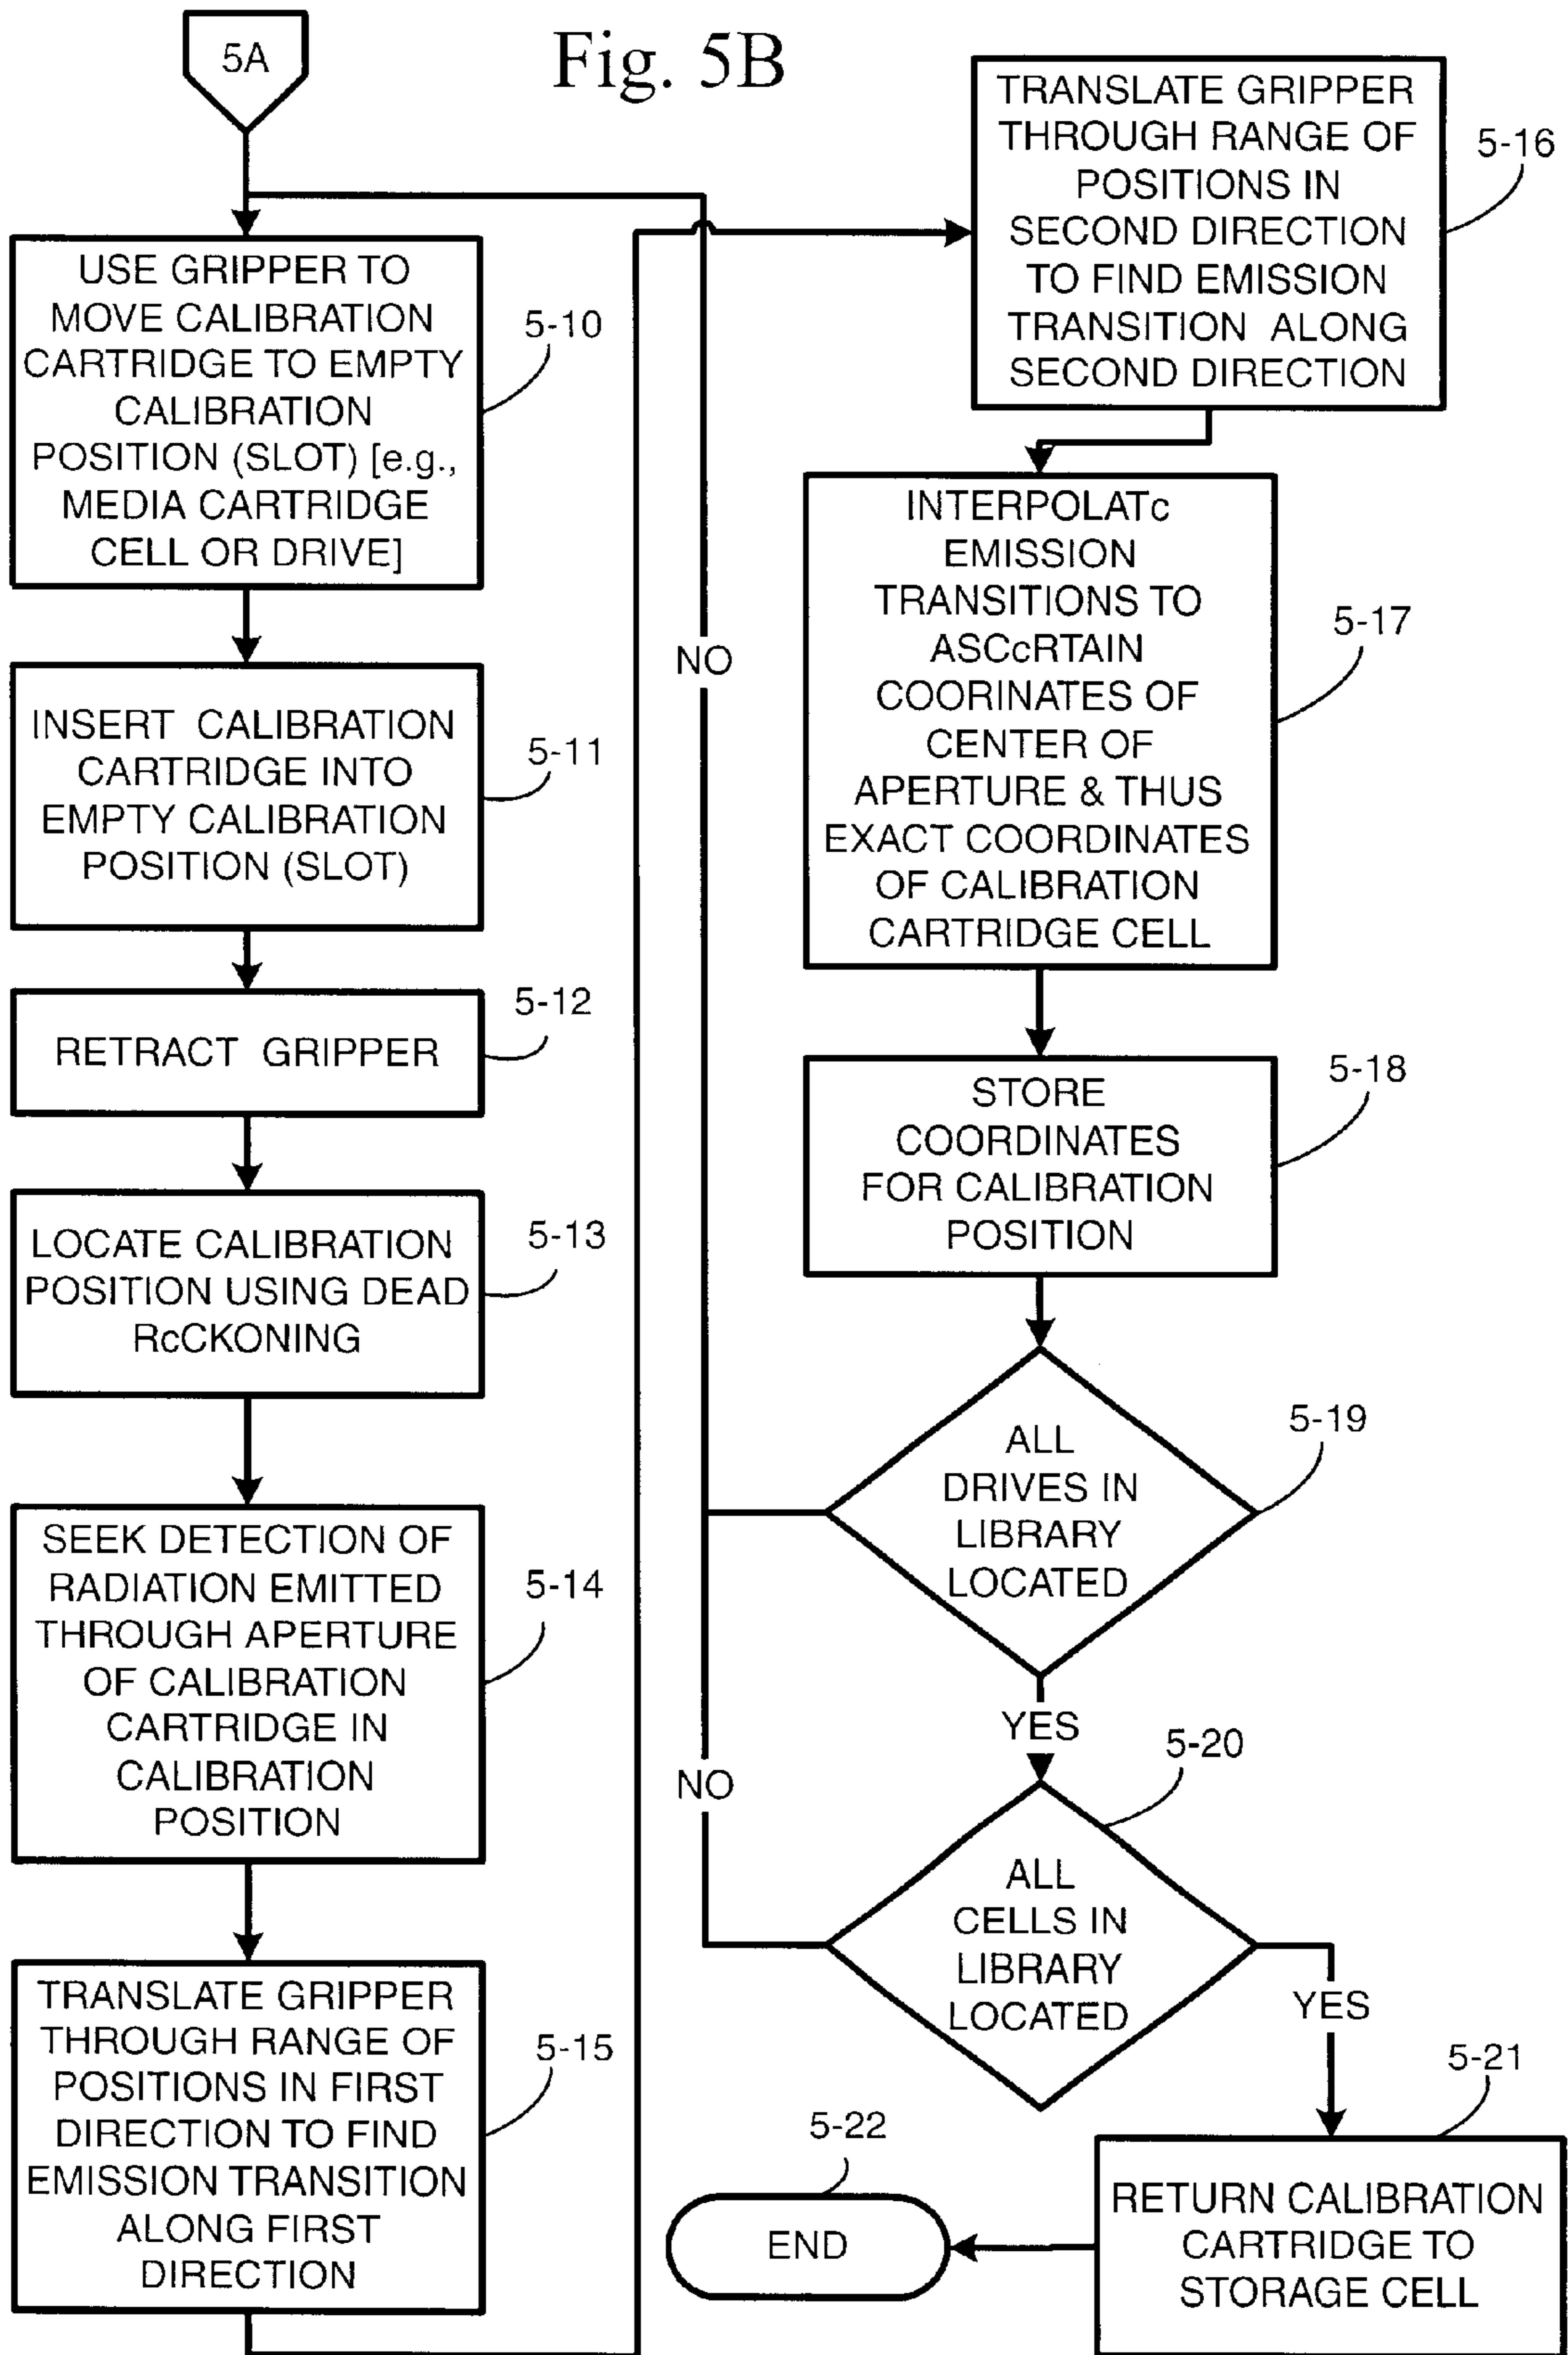 5A
Fig. 5B
USE GRIPPER TO
MOVE CALIBRATION
CARTRIDGE TO EMPTY
CALIBRATION
POSITION (SLOT) [e.g.,
MEDIA CARTRIDGE
CELL OR DRIVE]
5-10
INSERT CALIBRATION
CARTRIDGE INTO
EMPTY CALIBRATION
POSITION (SLOT)
5-11
RETRACT GRIPPER
5-12
LOCATE CALIBRATION
POSITION USING DEAD
RcCKONING
5-13
SEEK DETECTION OF
RADIATION EMITTED
THROUGH APERTURE
OF CALIBRATION
CARTRIDGE IN
CALIBRATION
POSITION
5-14
TRANSLATE GRIPPER
THROUGH RANGE OF
POSITIONS IN FIRST
DIRECTION TO FIND
EMISSION TRANSITION
ALONG FIRST
DIRECTION
5-15
TRANSLATE GRIPPER
THROUGH RANGE OF
POSITIONS IN
SECOND DIRECTION
TO FIND EMISSION
TRANSITION ALONG
SECOND DIRECTION
5-16
INTERPOLATc
EMISSION
TRANSITIONS TO
ASCcRTAIN
COORINATES OF
CENTER OF
APERTURE & THUS
EXACT COORDINATES
OF CALIBRATION
CARTRIDGE CELL
5-17
STORE
COORDINATES
FOR CALIBRATION
POSITION
5-18
ALL
DRIVES IN
LIBRARY
LOCATED
5-19
NO
YES
ALL
CELLS IN
LIBRARY
LOCATED
5-20
NO
YES
RETURN CALIBRATION
CARTRIDGE TO
STORAGE CELL
5-21
END
5-22